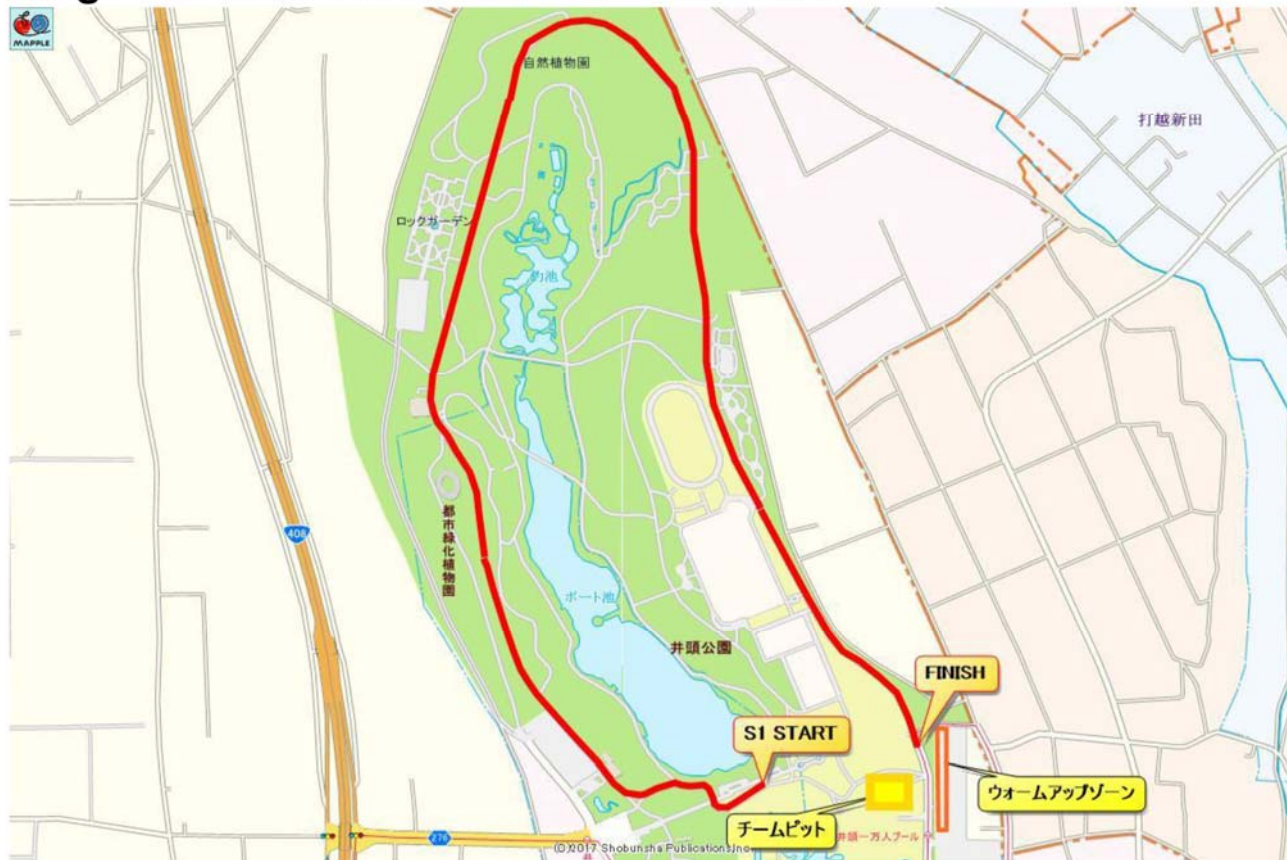 MAPPLE
自然植物園
打越新田
ロックガーデン
釣池
408
都市緑化植物園
ボート池
井頭公園
FINISH
S1 START
ウォームアップゾーン
チームピット
井頭一万人プール
276
(C)2017 Shobunsha Publications,Inc